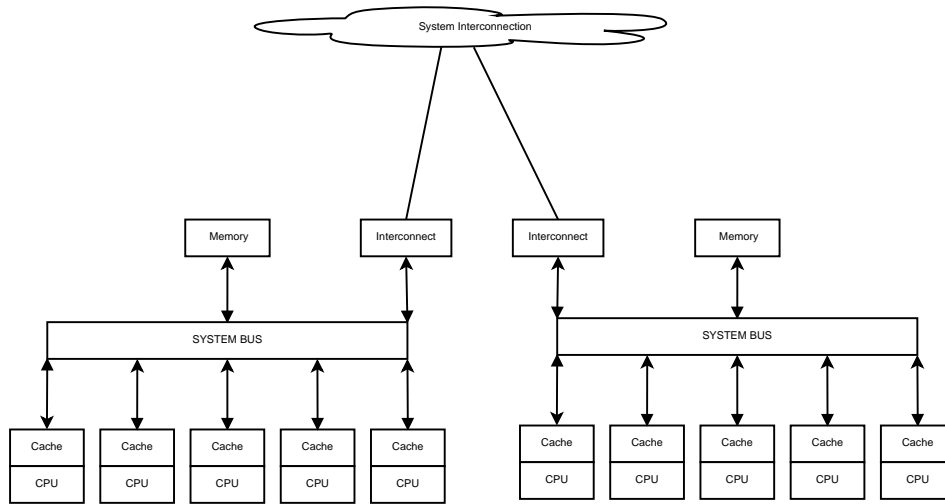 System Interconnection
Memory
Interconnect
Interconnect
Memory
SYSTEM BUS
SYSTEM BUS
Cache
Cache
Cache
Cache
Cache
Cache
Cache
Cache
Cache
Cache
CPU
CPU
CPU
CPU
CPU
CPU
CPU
CPU
CPU
CPU